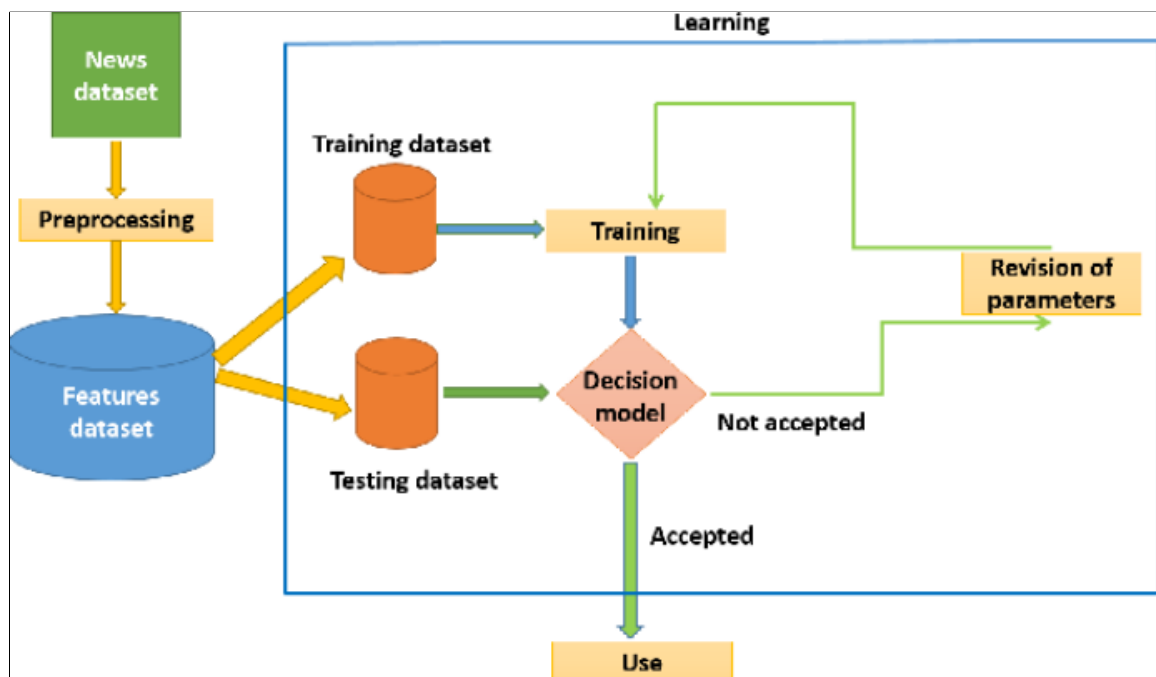 Learning
News
dataset
Training dataset
Preprocessing
Training
Revision of
parameters
Features
dataset
Decision
model
Not accepted
Testing dataset
Accepted
Use